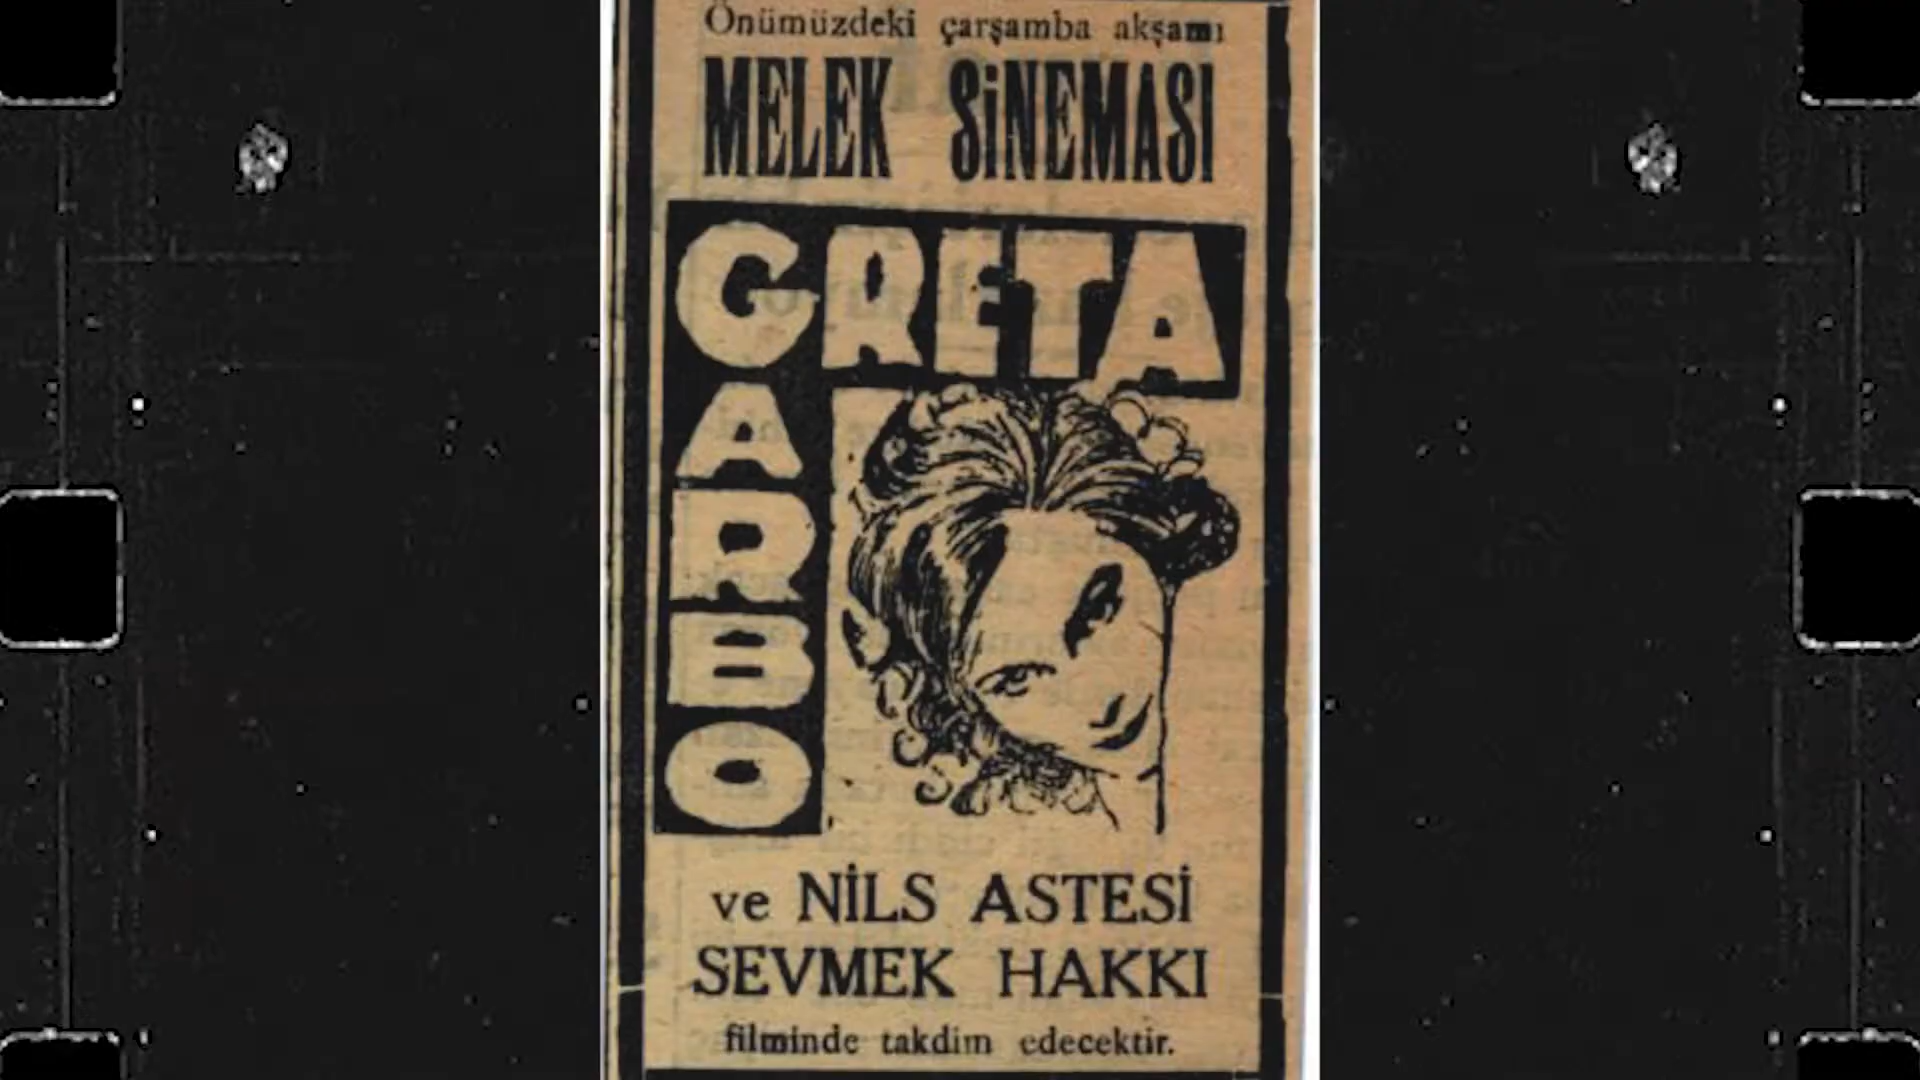 Önümüzdeki çarşamba akşamı
MELEK SİNEMASI
GRETA
GARBO
ve NİLS ASTESİ
SEVMEK HAKKI
filminde takdim edecektir.